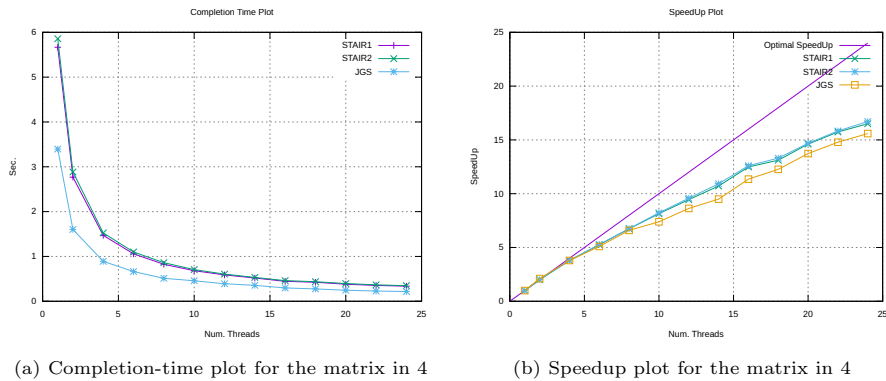 Completion Time Plot
6
5
4
3
2
1
0
0 5 10 15 20 25
Sec.
Num. Threads
STAIR1
STAIR2
JGS
(a) Completion-time plot for the matrix in 4
SpeedUp Plot
25
20
15
10
5
0
0 5 10 15 20 25
SpeedUp
Num. Threads
Optimal SpeedUp
STAIR1
STAIR2
JGS
(b) Speedup plot for the matrix in 4